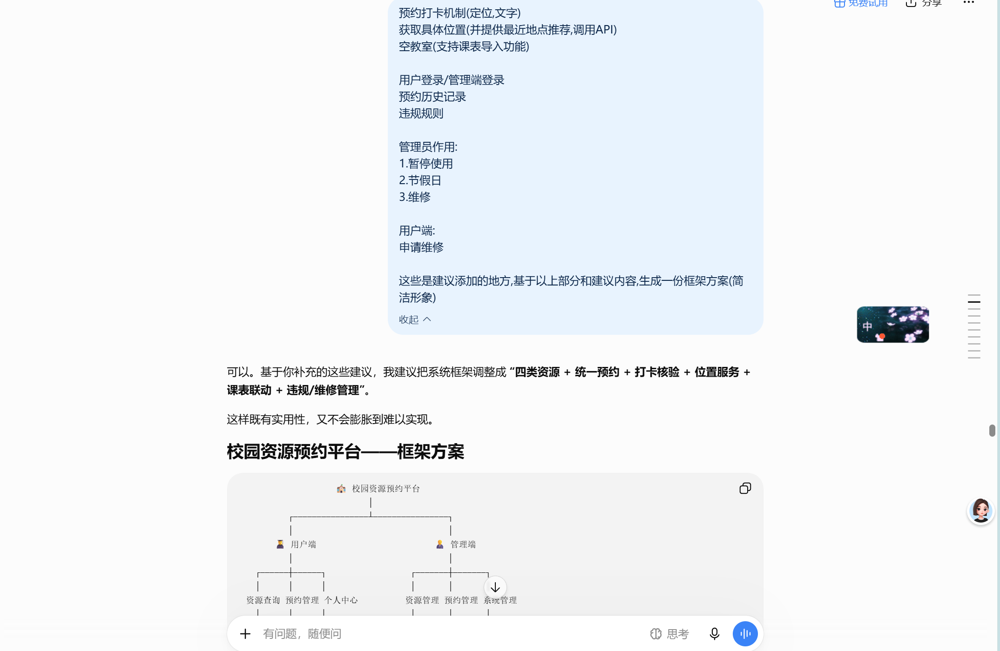 免费试用 分享
预约打卡机制(定位,文字)
获取具体位置(并提供最近地点推荐,调用API)
空教室(支持课表导入功能)
用户登录/管理端登录
预约历史记录
违规规则
管理员作用:
1.暂停使用
2.节假日
3.维修
用户端:
申请维修
这些是建议添加的地方,基于以上部分和建议内容,生成一份框架方案(简
洁形象)
收起
中
可以。基于你补充的这些建议，我建议把系统框架调整成 “四类资源 + 统一预约 + 打卡核验 + 位置服务 +
课表联动 + 违规/维修管理”。
这样既有实用性，又不会膨胀到难以实现。
校园资源预约平台——框架方案
校园资源预约平台
用户端 管理端
资源查询 预约管理 个人中心 资源管理 预约管理 系统管理
有问题，随便问 思考